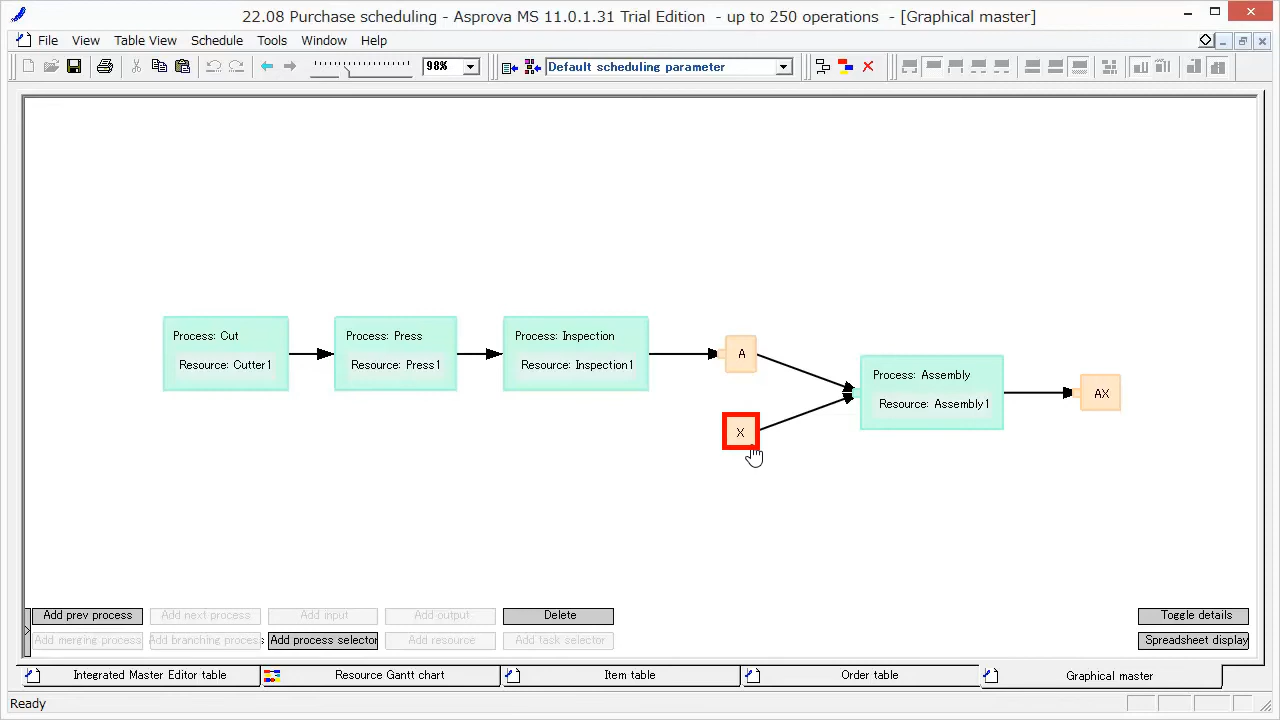 22.08 Purchase scheduling - Asprova MS 11.0.1.31 Trial Edition - up to 250 operations - [Graphical master]
File View Table View Schedule Tools Window Help
98% Default scheduling parameter
Process: Cut
Resource: Cutter1
Process: Press
Resource: Press1
Process: Inspection
Resource: Inspection1
A
X
Process: Assembly
Resource: Assembly1
AX
Add prev process Add next process Add input Add output Delete Toggle details
Add merging process Add branching process Add process selector Add resource Add task selector Spreadsheet display
Integrated Master Editor table Resource Gantt chart Item table Order table Graphical master
Ready